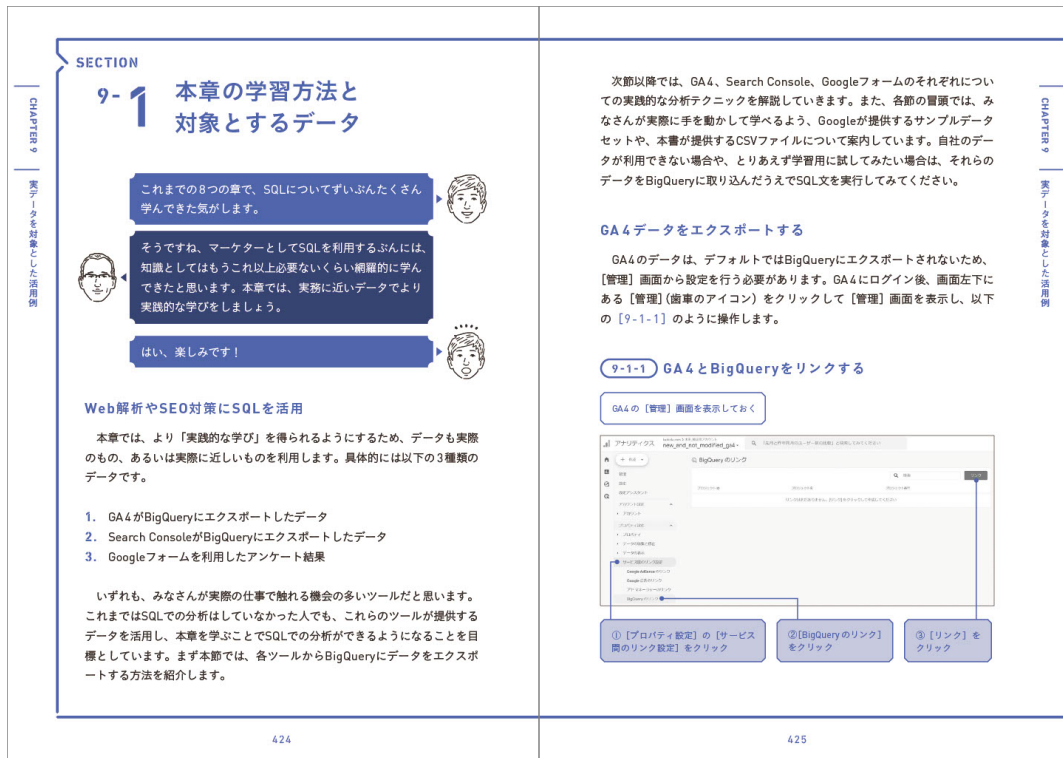 SECTION
9-1
本章の学習方法と
対象とするデータ
CHAPTER 9
実データを対象とした活用例
これまでの8つの章で、SQLについてずいぶんたくさん
学んできた気がします。
そうですね、マーケターとしてSQLを利用するぶんには、
知識としてはもうこれ以上必要ないくらい網羅的に学ん
できたと思います。本章では、実務に近いデータでより
実践的な学びをしましょう。
はい、楽しみです！
Web解析やSEO対策にSQLを活用
本章では、より「実践的な学び」を得られるようにするため、データも実際
のもの、あるいは実際に近しいものを利用します。具体的には以下の3種類の
データです。
1. GA4がBigQueryにエクスポートしたデータ
2. Search ConsoleがBigQueryにエクスポートしたデータ
3. Googleフォームを利用したアンケート結果
いずれも、みなさんが実際の仕事で触れる機会の多いツールだと思います。
これまではSQLでの分析はしていなかった人でも、これらのツールが提供する
データを活用し、本章を学ぶことでSQLでの分析ができるようになることを目
標としています。まず本節では、各ツールからBigQueryにデータをエクスポ
ートする方法を紹介します。
424
次節以降では、GA4、Search Console、Googleフォームのそれぞれについ
ての実践的な分析テクニックを解説していきます。また、各節の冒頭では、み
なさんが実際に手を動かして学べるよう、Googleが提供するサンプルデータ
セットや、本書が提供するCSVファイルについて案内しています。自社のデー
タが利用できない場合や、とりあえず学習用に試してみたい場合は、それらの
データをBigQueryに取り込んだうえでSQL文を実行してみてください。
GA4データをエクスポートする
GA4のデータは、デフォルトではBigQueryにエクスポートされないため、
［管理］画面から設定を行う必要があります。GA4にログイン後、画面左下に
ある［管理］（歯車のアイコン）をクリックして［管理］画面を表示し、以下
の［9-1-1］のように操作します。
9-1-1 GA4とBigQueryをリンクする
GA4の［管理］画面を表示しておく
アナリティクス
new_and_not_modified_ga4
BigQuery のリンク
BigQuery のリンク
①［プロパティ設定］の［サービス
間のリンク設定］をクリック
②［BigQueryのリンク］
をクリック
③［リンク］を
クリック
CHAPTER 9
実データを対象とした活用例
425